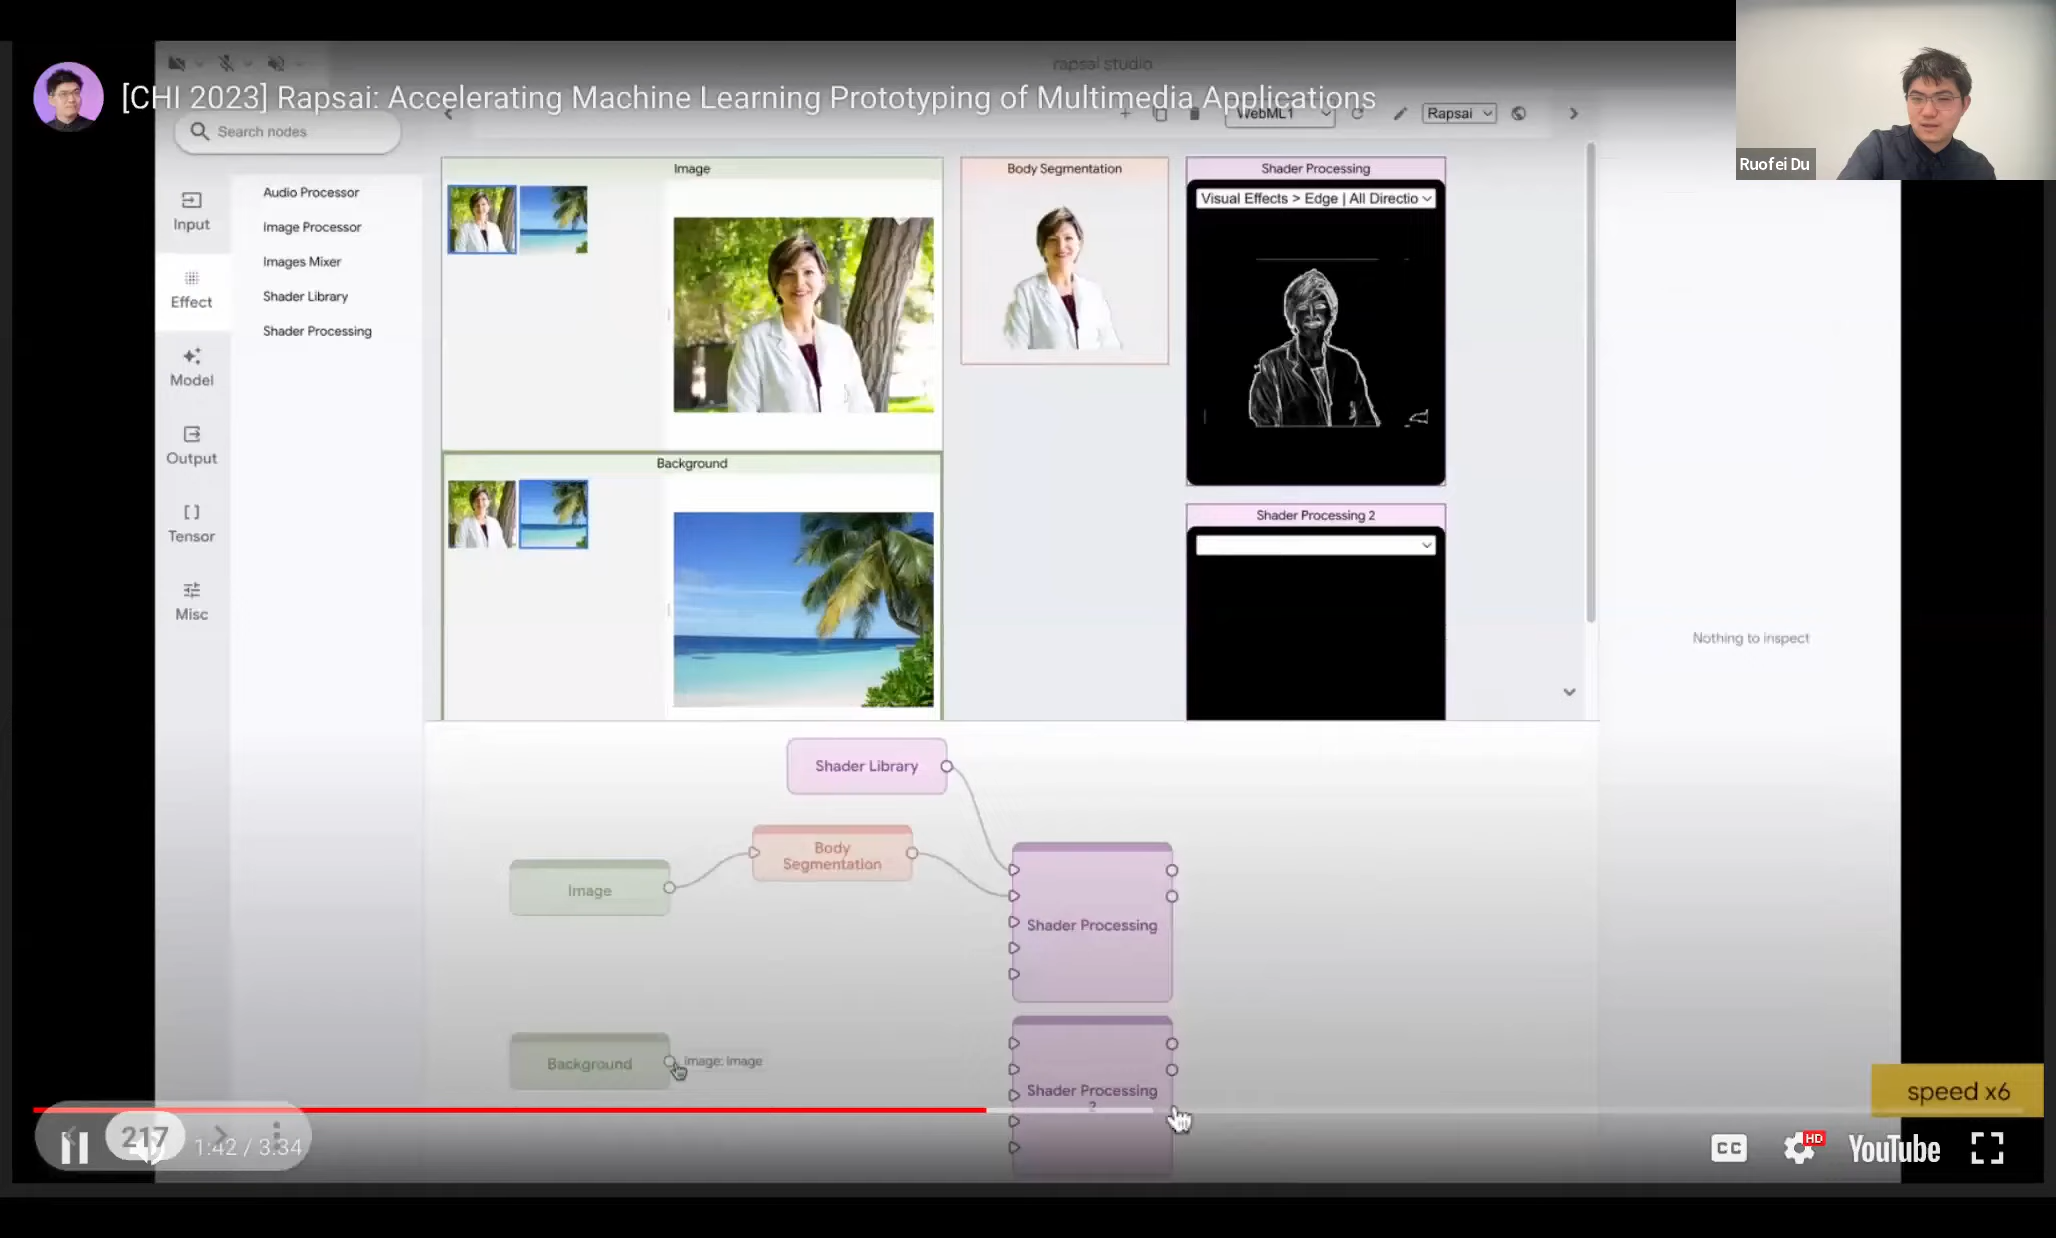 rapsai studio
[CHI 2023] Rapsai: Accelerating Machine Learning Prototyping of Multimedia Applications
Ruofei Du
Search nodes
WebML1
Rapsai
Input
Effect
Model
Output
Tensor
Misc
Audio Processor
Image Processor
Images Mixer
Shader Library
Shader Processing
Image
Body Segmentation
Shader Processing
Visual Effects > Edge | All Directio
Background
Shader Processing 2
Nothing to inspect
Shader Library
Body
Segmentation
Image
Shader Processing
Background
Image: Image
Shader Processing
2
speed x6
217
1:42 / 3:34
CC
HD
YouTube